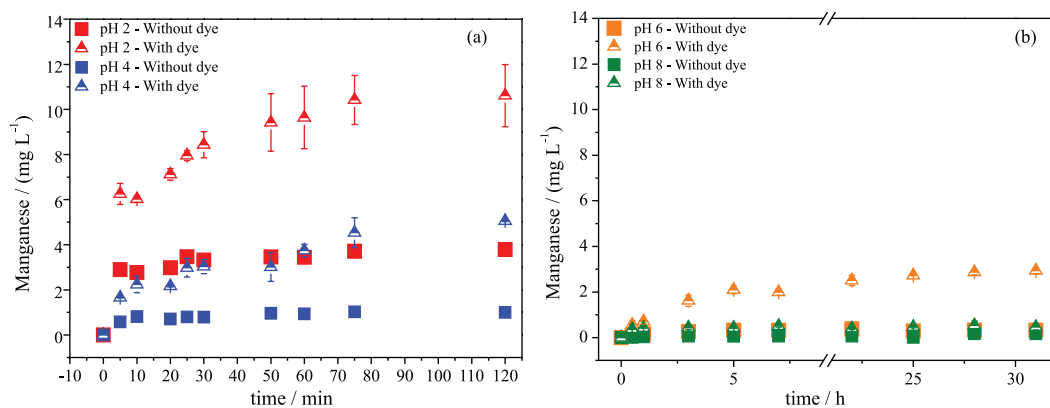 (a)
pH 2 - Without dye
pH 2 - With dye
pH 4 - Without dye
pH 4 - With dye
Manganese / (mg L⁻¹)
14
12
10
8
6
4
2
0
-10 0 10 20 30 40 50 60 70 80 90 100 110 120
time / min
(b)
pH 6 - Without dye
pH 6 - With dye
pH 8 - Without dye
pH 8 - With dye
Manganese / (mg L⁻¹)
14
12
10
8
6
4
2
0
0 5 25 30
time / h